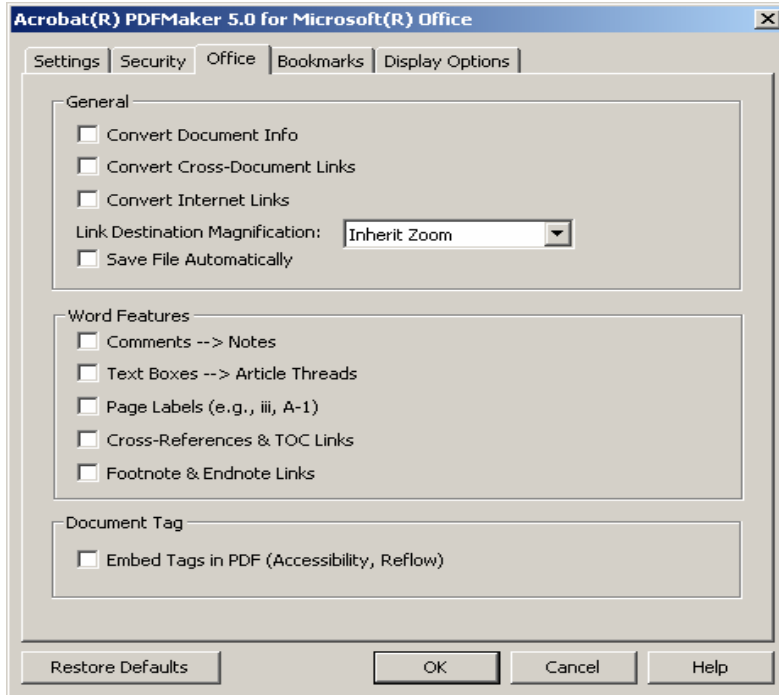 Acrobat(R) PDFMaker 5.0 for Microsoft(R) Office
Settings Security Office Bookmarks Display Options
General
Convert Document Info
Convert Cross-Document Links
Convert Internet Links
Link Destination Magnification: Inherit Zoom
Save File Automatically
Word Features
Comments --> Notes
Text Boxes --> Article Threads
Page Labels (e.g., iii, A-1)
Cross-References & TOC Links
Footnote & Endnote Links
Document Tag
Embed Tags in PDF (Accessibility, Reflow)
Restore Defaults OK Cancel Help